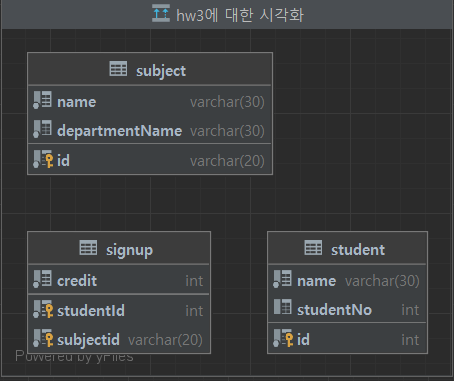 hw3에 대한 시각화
subject
name varchar(30)
departmentName varchar(30)
id varchar(20)
signup
credit int
studentId int
subjectid varchar(20)
student
name varchar(30)
studentNo int
id int
Powered by yFiles